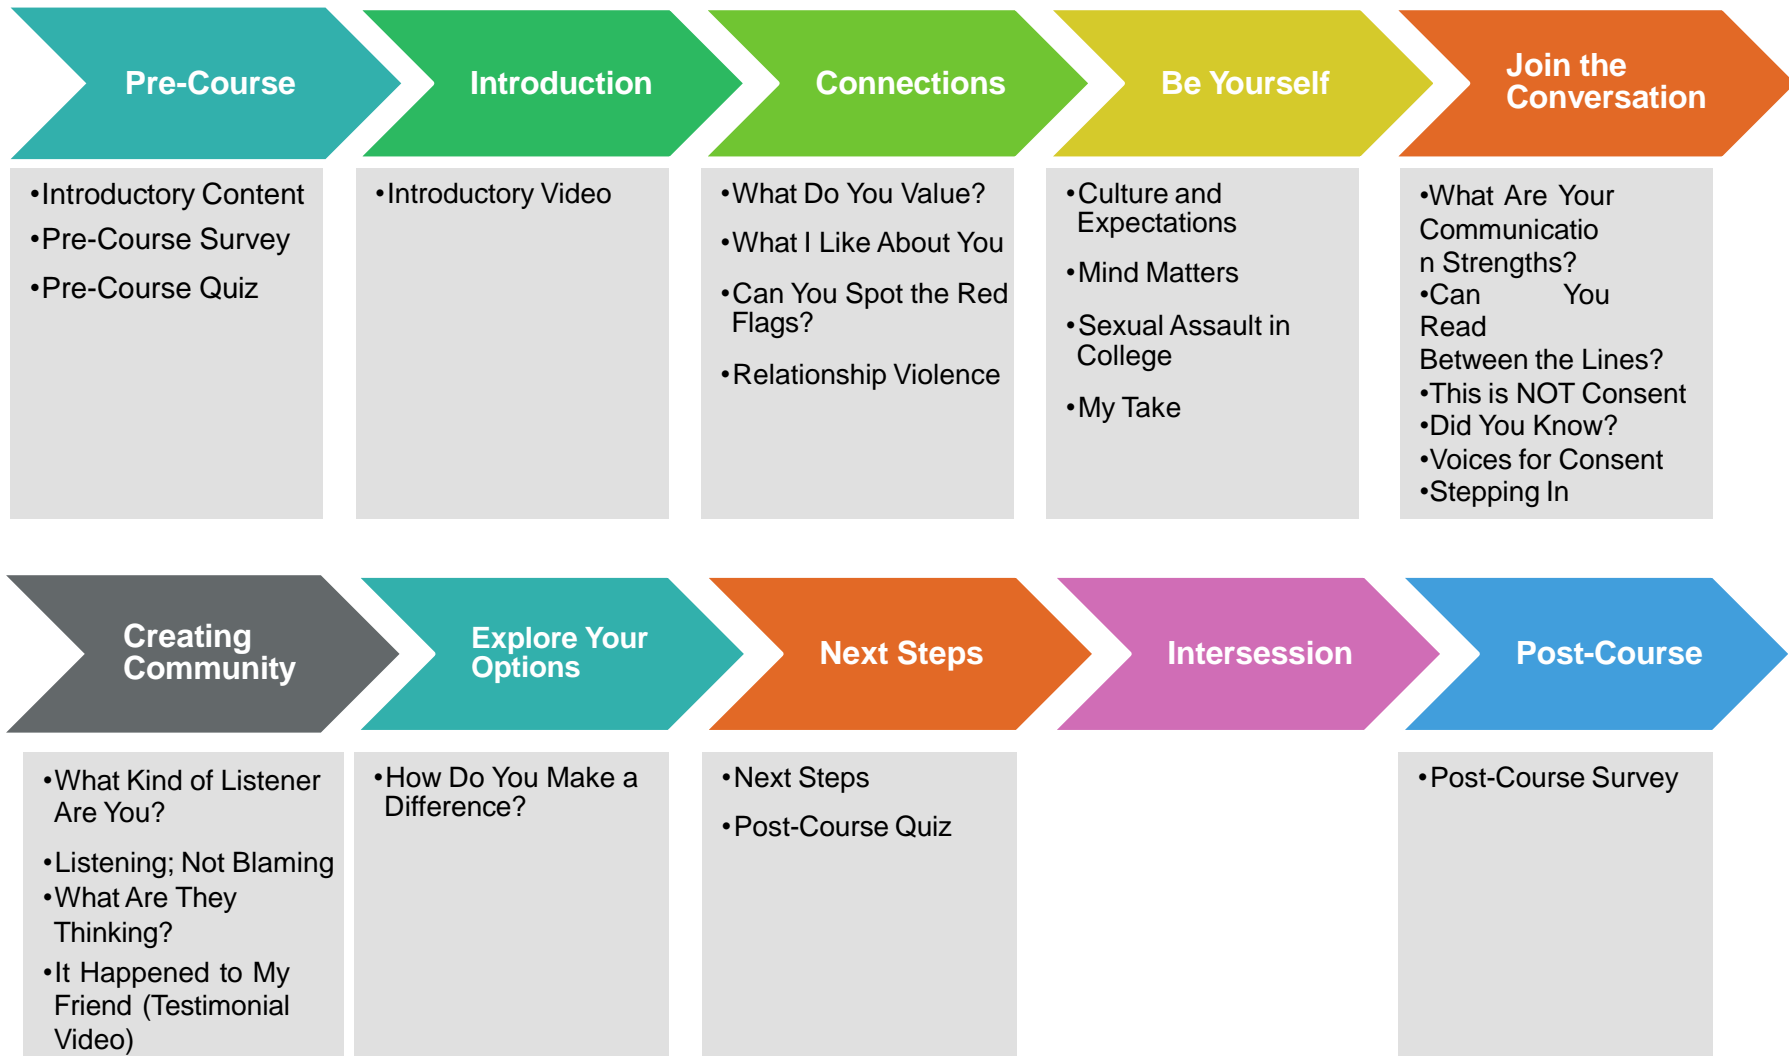 Pre-Course
•Introductory Content
•Pre-Course Survey
•Pre-Course Quiz
Introduction
•Introductory Video
Connections
•What Do You Value?
•What I Like About You
•Can You Spot the Red
Flags?
•Relationship Violence
Be Yourself
•Culture and
Expectations
•Mind Matters
•Sexual Assault in
College
•My Take
Join the
Conversation
•What Are Your
Communicatio
n Strengths?
•Can You
Read
Between the Lines?
•This is NOT Consent
•Did You Know?
•Voices for Consent
•Stepping In
Creating
Community
•What Kind of Listener
Are You?
•Listening; Not Blaming
•What Are They
Thinking?
•It Happened to My
Friend (Testimonial
Video)
Explore Your
Options
•How Do You Make a
Difference?
Next Steps
•Next Steps
•Post-Course Quiz
Intersession
Post-Course
•Post-Course Survey